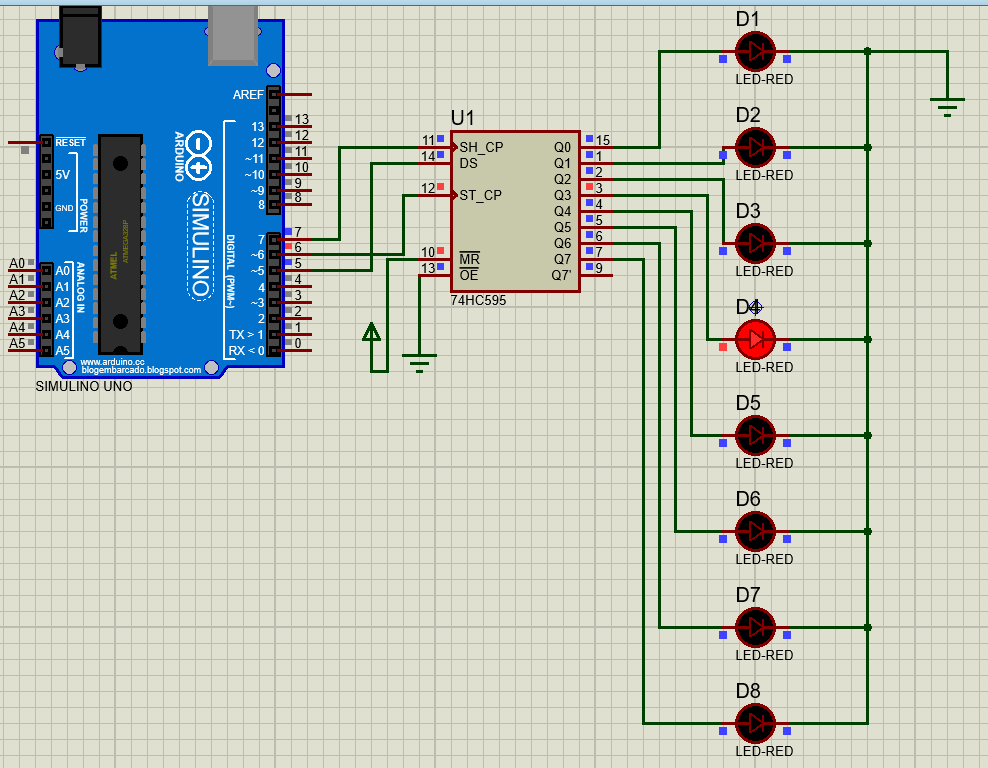 AREF
RESET
5V
GND
POWER
A0
A1
A2
A3
A4
A5
A0
A1
A2
A3
A4
A5
ANALOG IN
ATMEL
ATMEGA328P
ARDUINO
SIMULINO
DIGITAL (PWM~)
13
12
~11
~10
~9
8
7
~6
~5
4
~3
2
TX > 1
RX < 0
13
12
11
10
9
8
7
6
5
4
3
2
1
0
www.arduino.cc
blogembarcado.blogspot.com
SIMULINO UNO
U1
11
14
12
10
13
SH_CP
DS
ST_CP
MR
OE
Q0
Q1
Q2
Q3
Q4
Q5
Q6
Q7
Q7'
15
1
2
3
4
5
6
7
9
74HC595
D1
LED-RED
D2
LED-RED
D3
LED-RED
D4
LED-RED
D5
LED-RED
D6
LED-RED
D7
LED-RED
D8
LED-RED